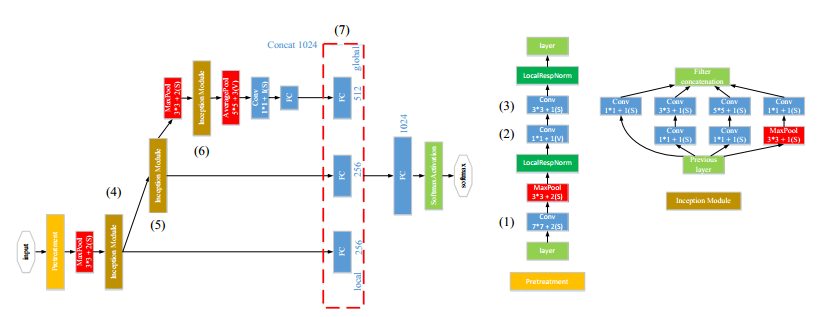 (7)
Concat 1024
global
MaxPool
3*3 + 2(S)
Inception Module
AveragePool
5*5 + 3(V)
Conv
1*1 + 1(S)
FC
FC
512
(6)
(4)
Inception Module
(5)
FC
256
FC
1024
SoftmaxActivation
softmax
input
Pretreatment
MaxPool
3*3 + 2(S)
Inception Module
FC
256
local
layer
LocalRespNorm
(3)
Conv
3*3 + 1(S)
(2)
Conv
1*1 + 1(V)
LocalRespNorm
MaxPool
3*3 + 2(S)
(1)
Conv
7*7 + 2(S)
layer
Pretreatment
Filter
concatenation
Conv
1*1 + 1(S)
Conv
3*3 + 1(S)
Conv
5*5 + 1(S)
Conv
1*1 + 1(S)
Conv
1*1 + 1(S)
Conv
1*1 + 1(S)
MaxPool
3*3 + 1(S)
Previous
layer
Inception Module